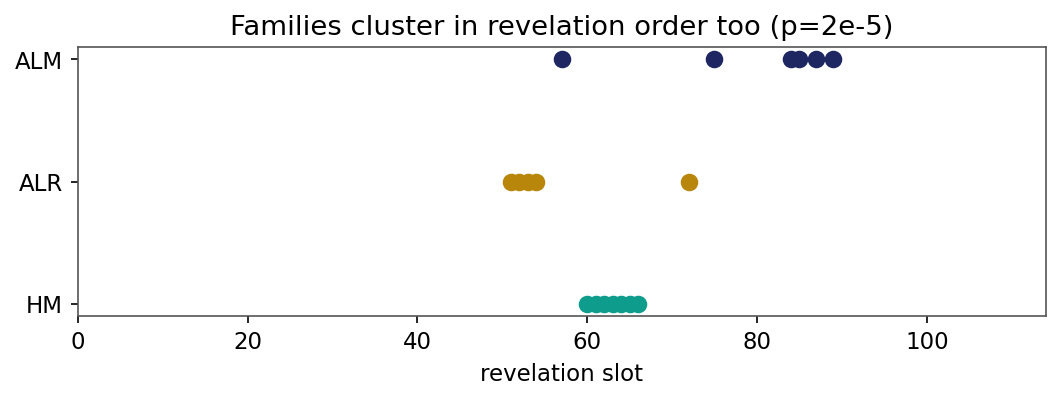 Families cluster in revelation order too (p=2e-5)
ALM
ALR
HM
0 20 40 60 80 100
revelation slot